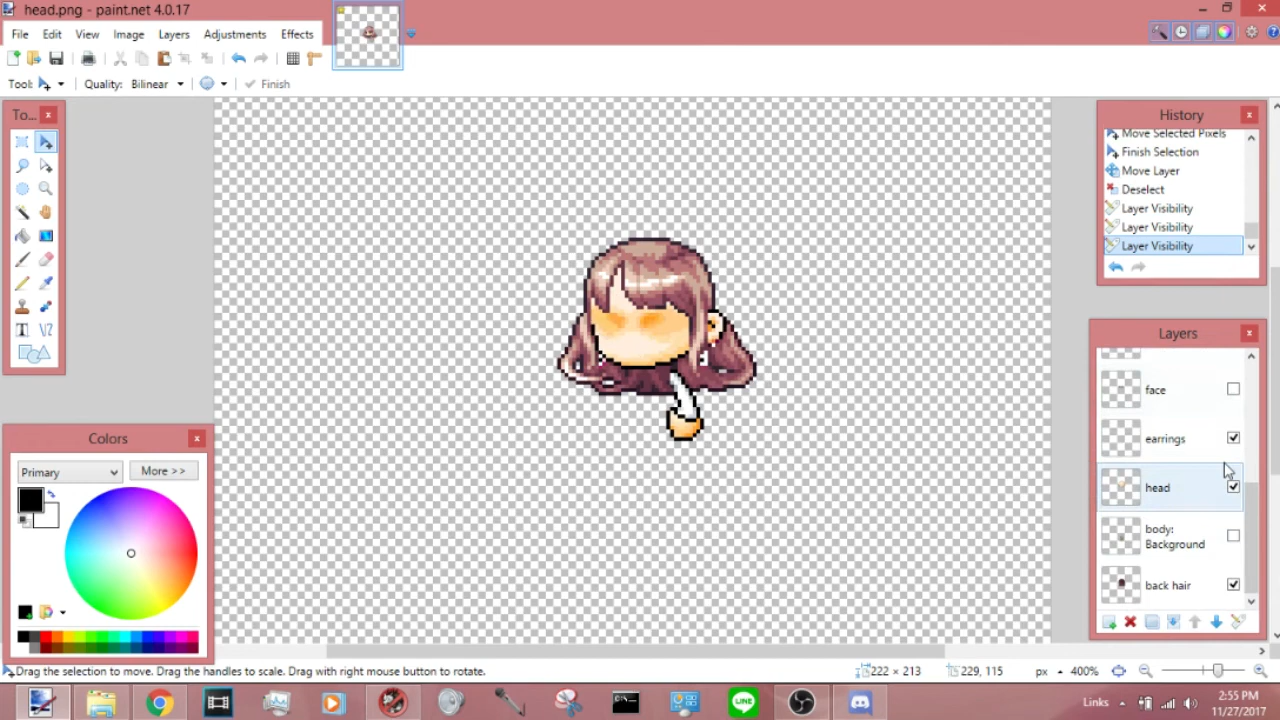 head.png - paint.net 4.0.17
File Edit View Image Layers Adjustments Effects
Tool: Quality: Bilinear Finish
To...
History
Move Selected Pixels
Finish Selection
Move Layer
Deselect
Layer Visibility
Layer Visibility
Layer Visibility
Layers
face
earrings
head
body:
Background
back hair
Colors
Primary More >>
Drag the selection to move. Drag the handles to scale. Drag with right mouse button to rotate.
222 × 213 229, 115 px 400%
LINE
Links 2:55 PM
11/27/2017